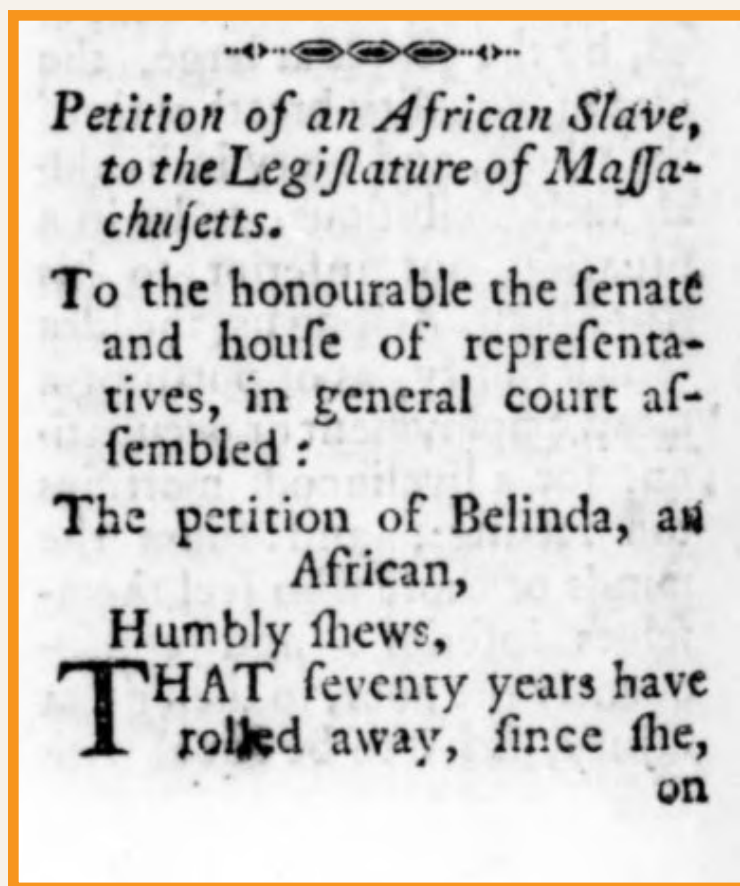 Petition of an African Slave,
to the Legiſlature of Maſſa-
chuſetts.
To the honourable the ſenate
and houſe of repreſenta-
tives, in general court aſ-
ſembled :
The petition of Belinda, an
African,
Humbly ſhews,
THAT ſeventy years have
rolled away, ſince ſhe,
on